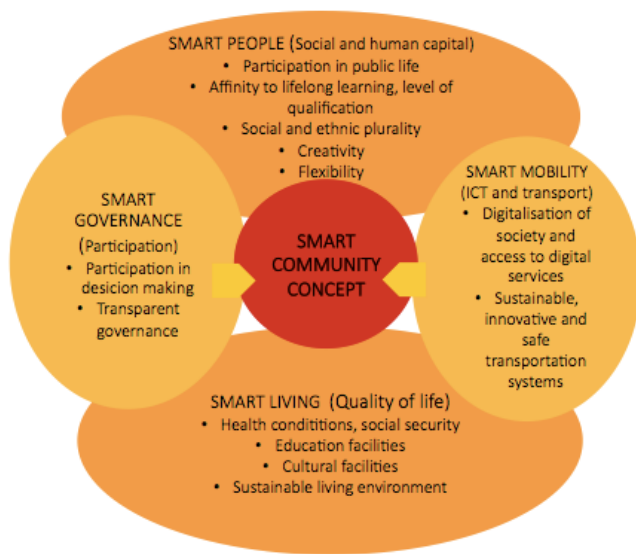 SMART PEOPLE (Social and human capital)
• Participation in public life
• Affinity to lifelong learning, level of
qualification
• Social and ethnic plurality
• Creativity
• Flexibility
SMART
GOVERNANCE
(Participation)
• Participation in
desicion making
• Transparent
governance
SMART
COMMUNITY
CONCEPT
SMART MOBILITY
(ICT and transport)
• Digitalisation of
society and
access to digital
services
• Sustainable,
innovative and
safe
transportation
systems
SMART LIVING (Quality of life)
• Health condititions, social security
• Education facilities
• Cultural facilities
• Sustainable living environment